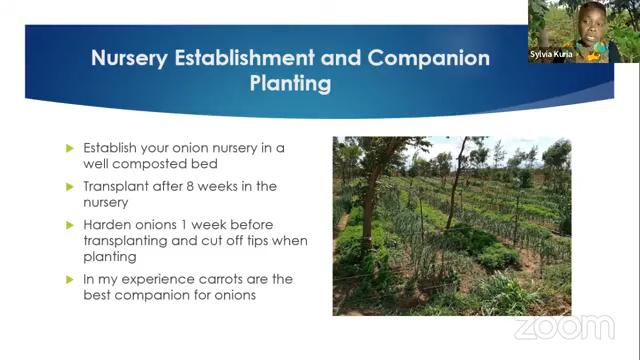 Sylvia Kuria
Nursery Establishment and Companion
Planting
Establish your onion nursery in a
well composted bed
Transplant after 8 weeks in the
nursery
Harden onions 1 week before
transplanting and cut off tips when
planting
In my experience carrots are the
best companion for onions
zoom